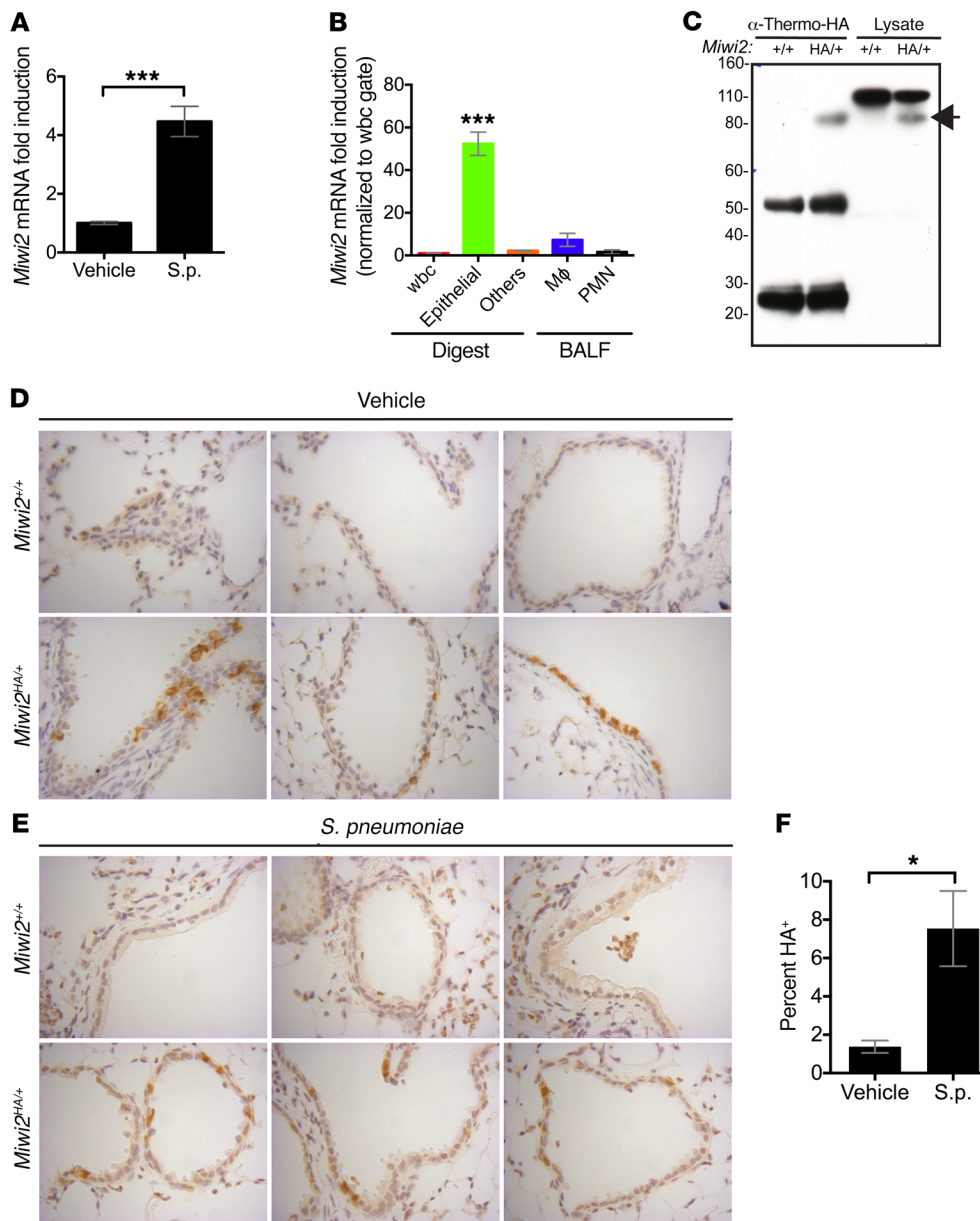 A
Miwi2 mRNA fold induction
6
4
2
0
***
Vehicle
S.p.
B
Miwi2 mRNA fold induction
(normalized to wbc gate)
80
60
40
20
0
***
wbc
Epithelial
Others
Mϕ
PMN
Digest
BALF
C
α-Thermo-HA Lysate
Miwi2: +/+ HA/+ +/+ HA/+
160-
110-
80-
60-
50-
40-
30-
20-
D
Vehicle
Miwi2+/+
Miwi2HA/+
E
S. pneumoniae
Miwi2+/+
Miwi2HA/+
F
Percent HA+
10
8
6
4
2
0
*
Vehicle
S.p.